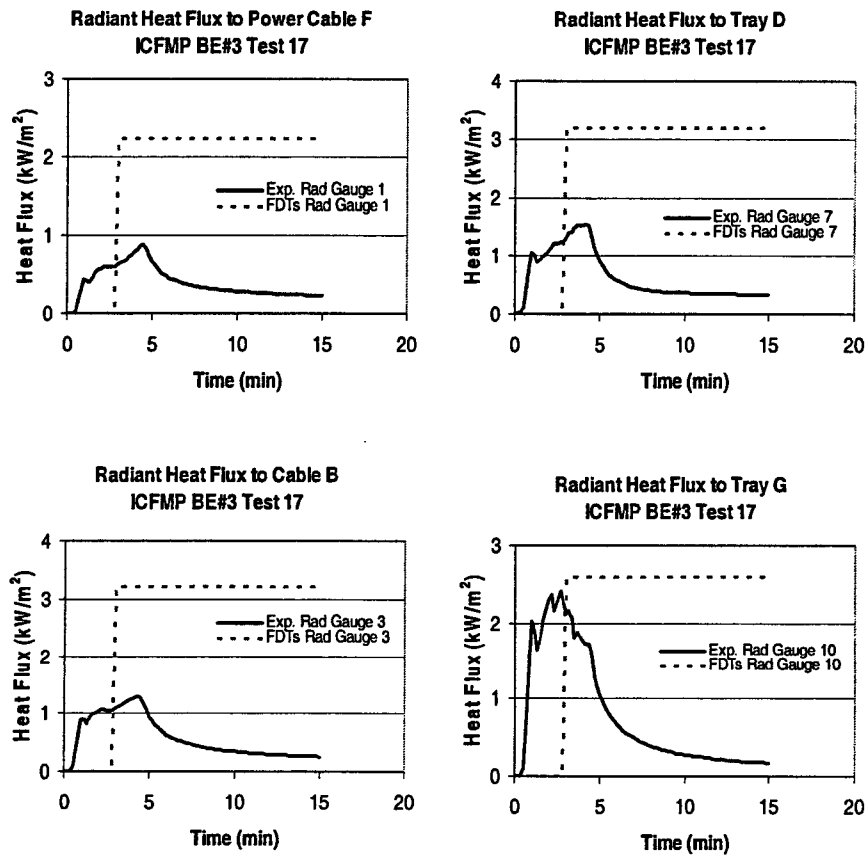 Radiant Heat Flux to Power Cable F
ICFMP BE#3 Test 17
3
2
1
0
Heat Flux (kW/m²)
Exp. Rad Gauge 1
FDTs Rad Gauge 1
0 5 10 15 20
Time (min)
Radiant Heat Flux to Tray D
ICFMP BE#3 Test 17
4
3
2
1
0
Heat Flux (kW/m²)
Exp. Rad Gauge 7
FDTs Rad Gauge 7
0 5 10 15 20
Time (min)
Radiant Heat Flux to Cable B
ICFMP BE#3 Test 17
4
3
2
1
0
Heat Flux (kW/m²)
Exp. Rad Gauge 3
FDTs Rad Gauge 3
0 5 10 15 20
Time (min)
Radiant Heat Flux to Tray G
ICFMP BE#3 Test 17
3
2
1
0
Heat Flux (kW/m²)
Exp. Rad Gauge 10
FDTs Rad Gauge 10
0 5 10 15 20
Time (min)